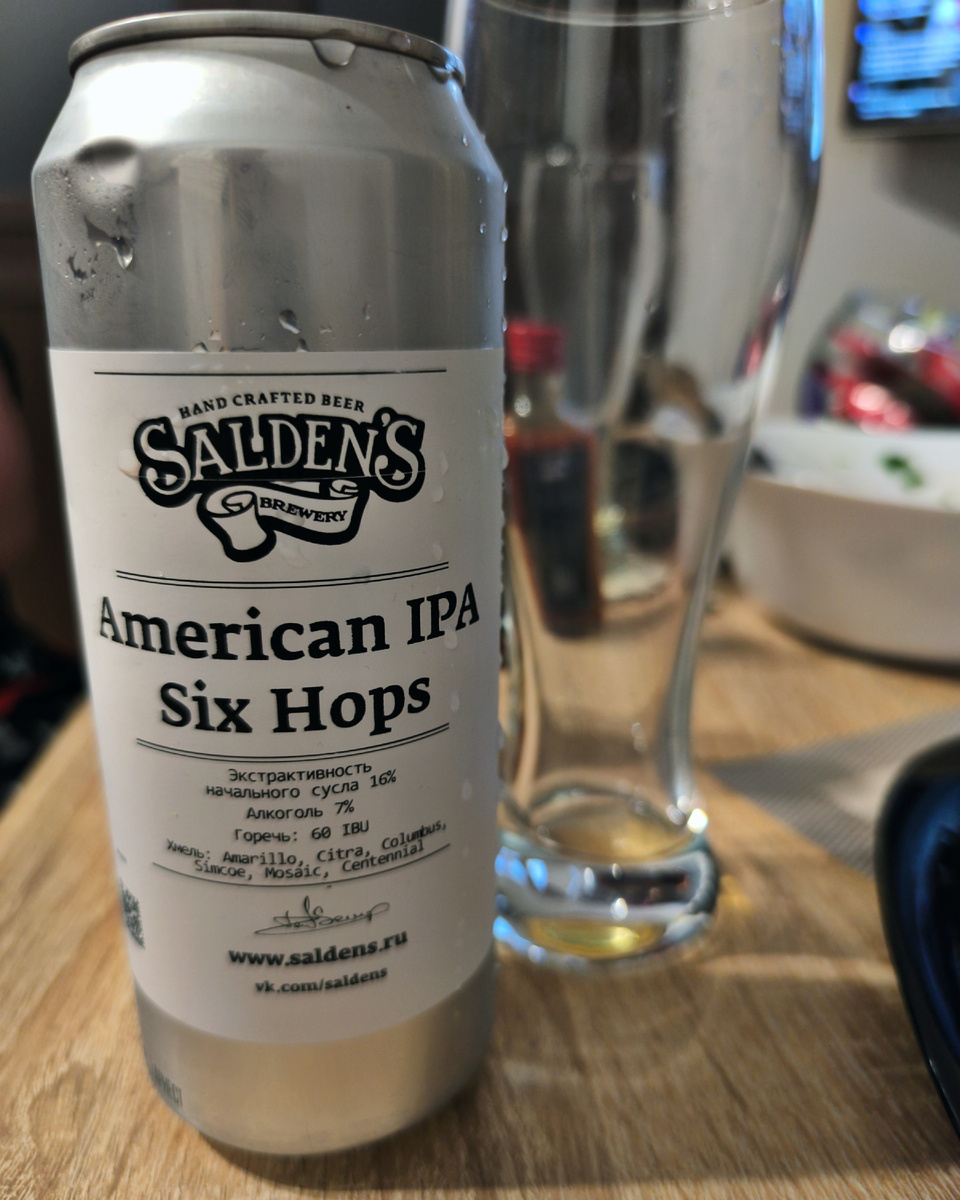 HAND CRAFTED BEER
SALDEN'S
BREWERY
American IPA
Six Hops
Экстрактивность
начального сусла 16%
Алкоголь 7%
Горечь: 60 IBU
Хмель: Amarillo, Citra, Columbus,
Simcoe, Mosaic, Centennial
www.saldens.ru
vk.com/saldens